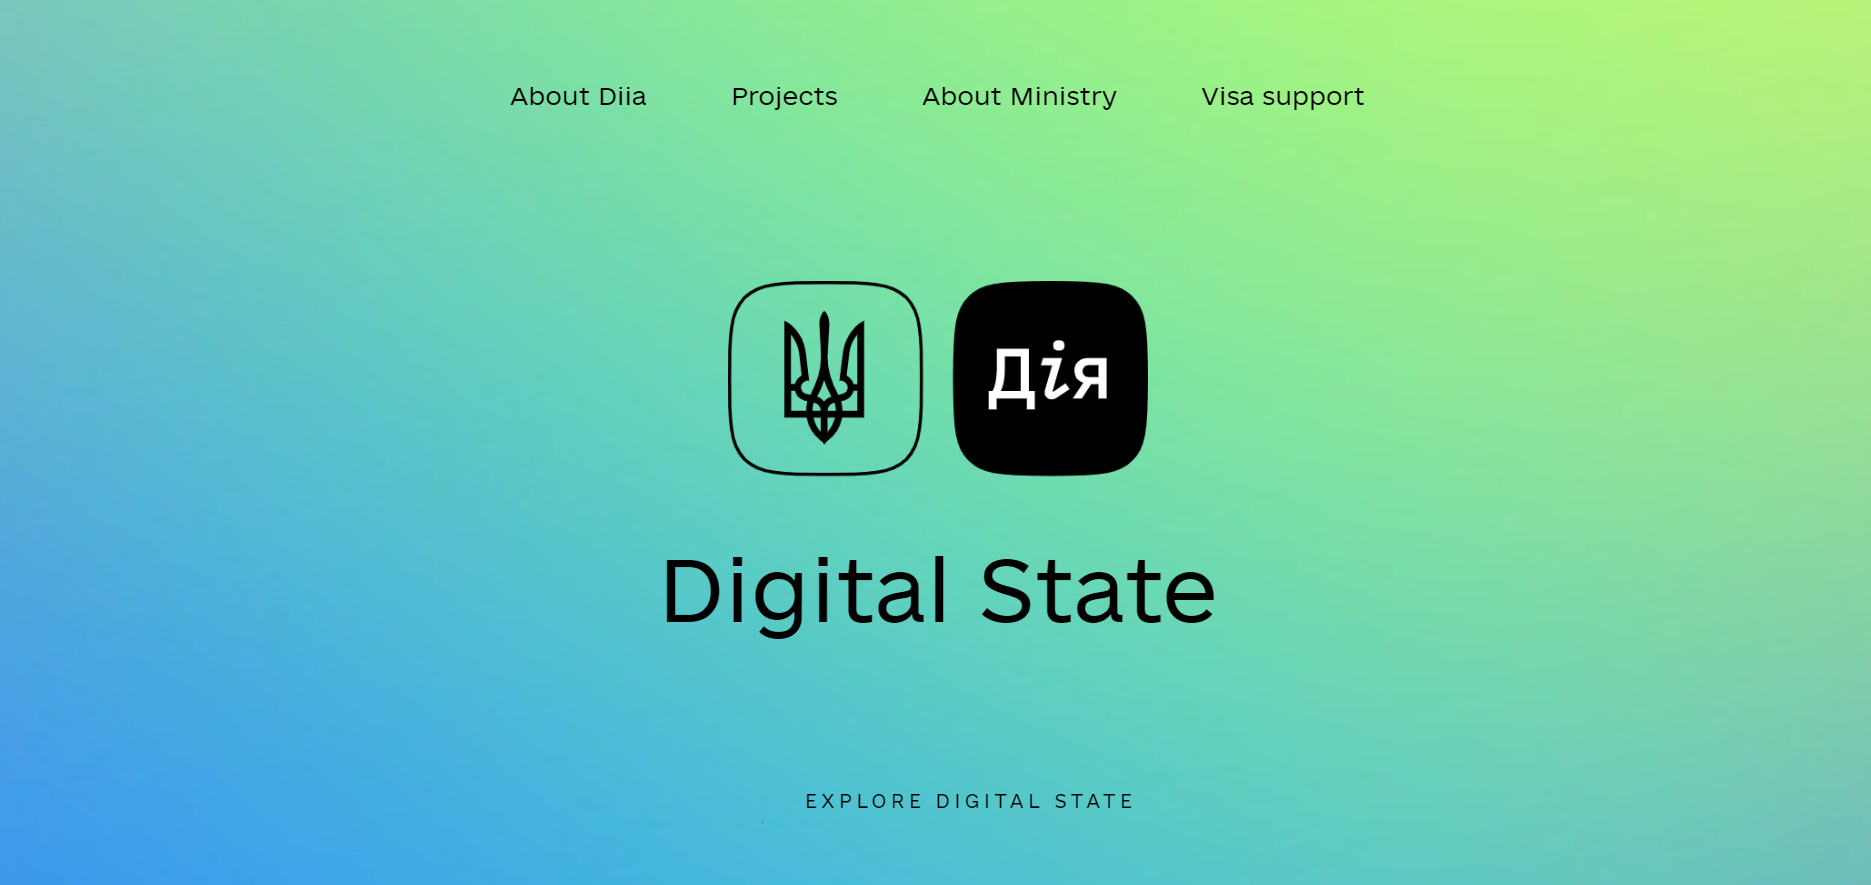 About Diia Projects About Ministry Visa support
Дія
Digital State
EXPLORE DIGITAL STATE